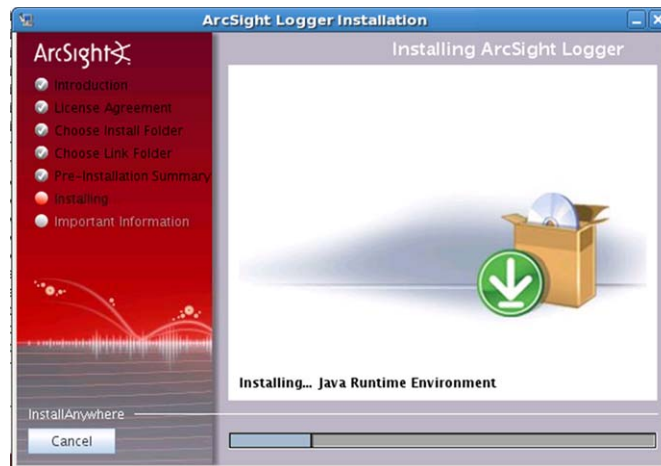 ArcSight Logger Installation
ArcSight
Installing ArcSight Logger
Introduction
License Agreement
Choose Install Folder
Choose Link Folder
Pre-Installation Summary
Installing
Important Information
Installing... Java Runtime Environment
InstallAnywhere
Cancel